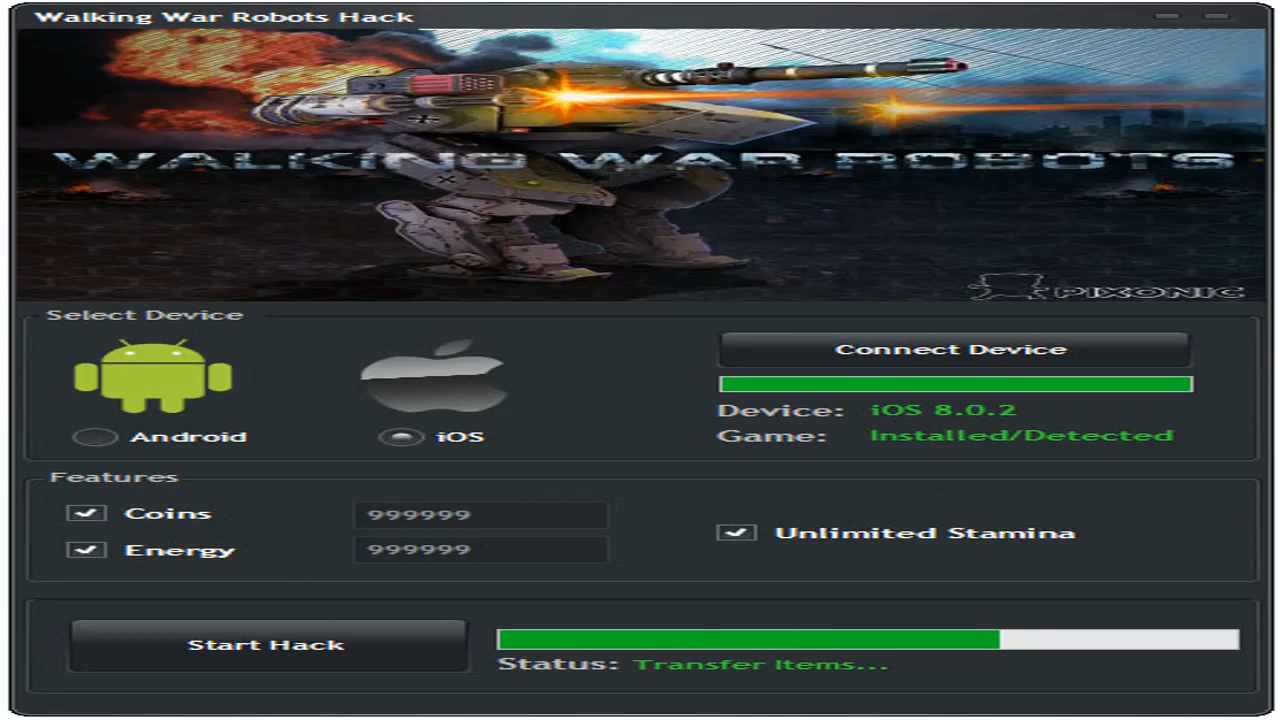 Walking War Robots Hack
WALKING WAR ROBOTS
PIXONIC
Select Device
Connect Device
Device: iOS 8.0.2
Game: Installed/Detected
Android
iOS
Features
Coins 999999
Energy 999999
Unlimited Stamina
Start Hack
Status: Transfer Items...